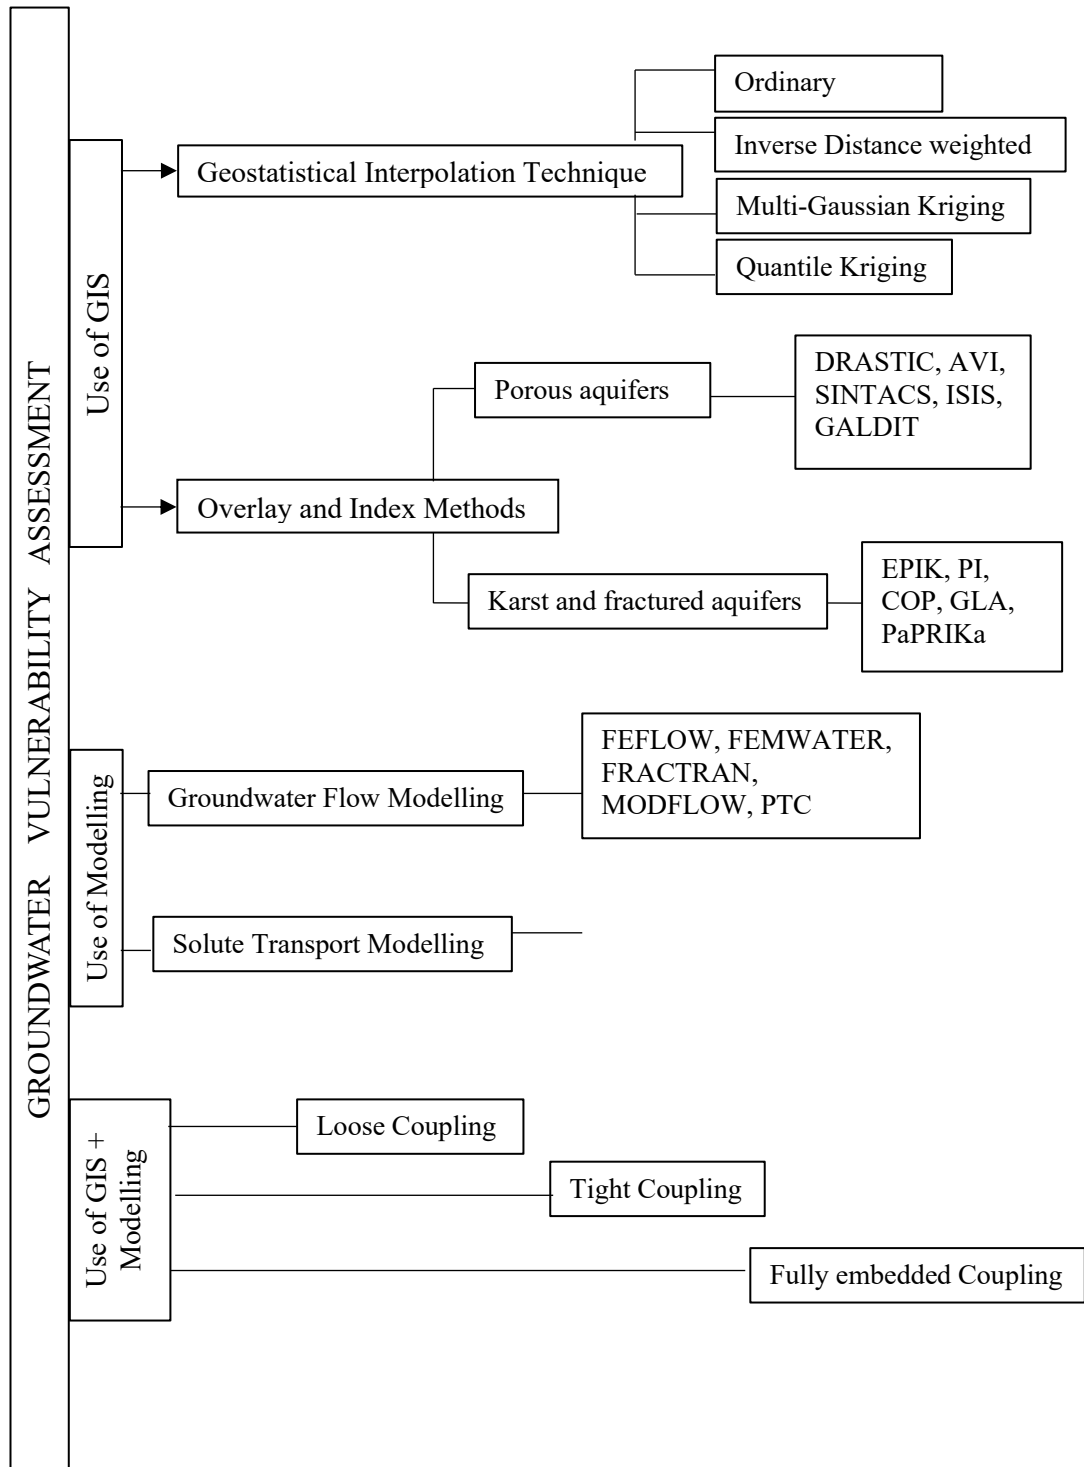 GROUNDWATER VULNERABILITY ASSESSMENT
Use of GIS
Geostatistical Interpolation Technique
Ordinary
Inverse Distance weighted
Multi-Gaussian Kriging
Quantile Kriging
Overlay and Index Methods
Porous aquifers
DRASTIC, AVI,
SINTACS, ISIS,
GALDIT
Karst and fractured aquifers
EPIK, PI,
COP, GLA,
PaPRIKa
Use of Modelling
Groundwater Flow Modelling
FEFLOW, FEMWATER,
FRACTRAN,
MODFLOW, PTC
Solute Transport Modelling
Use of GIS +
Modelling
Loose Coupling
Tight Coupling
Fully embedded Coupling